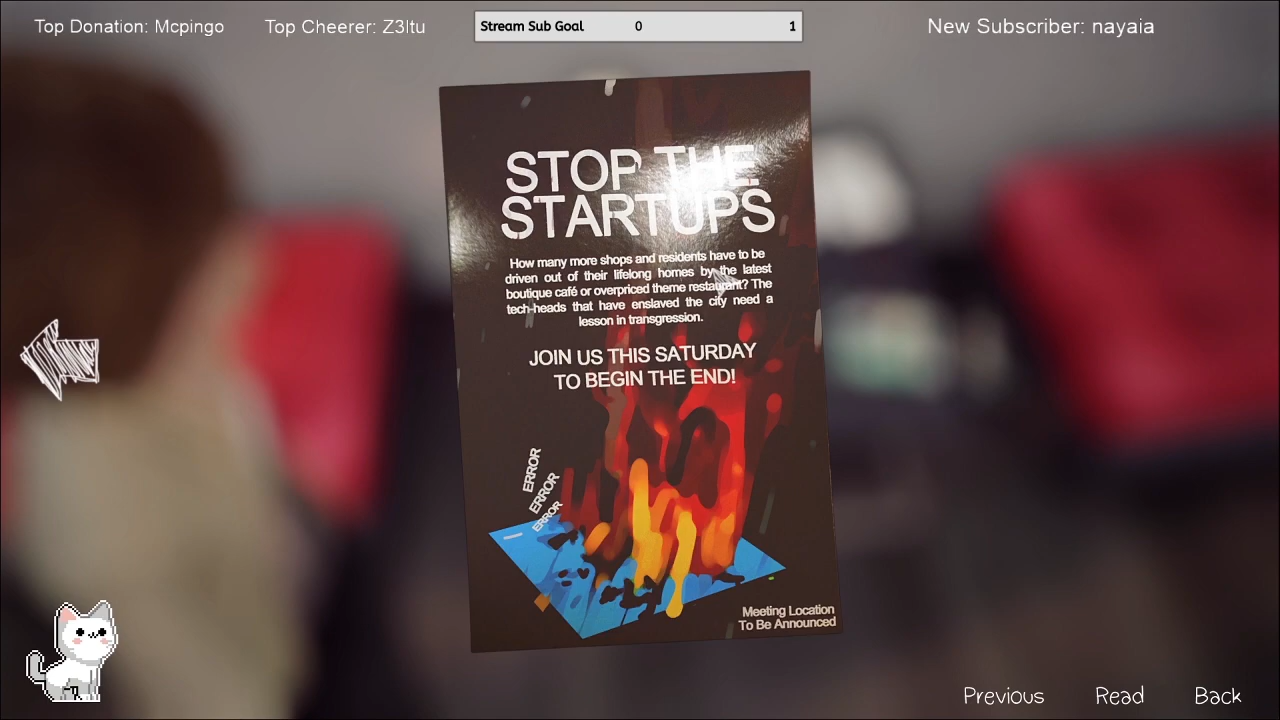 Top Donation: Mcpingo
Top Cheerer: Z3ltu
Stream Sub Goal 0 1
New Subscriber: nayaia
STOP THE
STARTUPS
How many more shops and residents have to be
driven out of their lifelong homes by the latest
boutique café or overpriced theme restaurant? The
tech-heads that have enslaved the city need a
lesson in transgression.
JOIN US THIS SATURDAY
TO BEGIN THE END!
ERROR
ERROR
ERROR
Meeting Location
To Be Announced
Previous
Read
Back